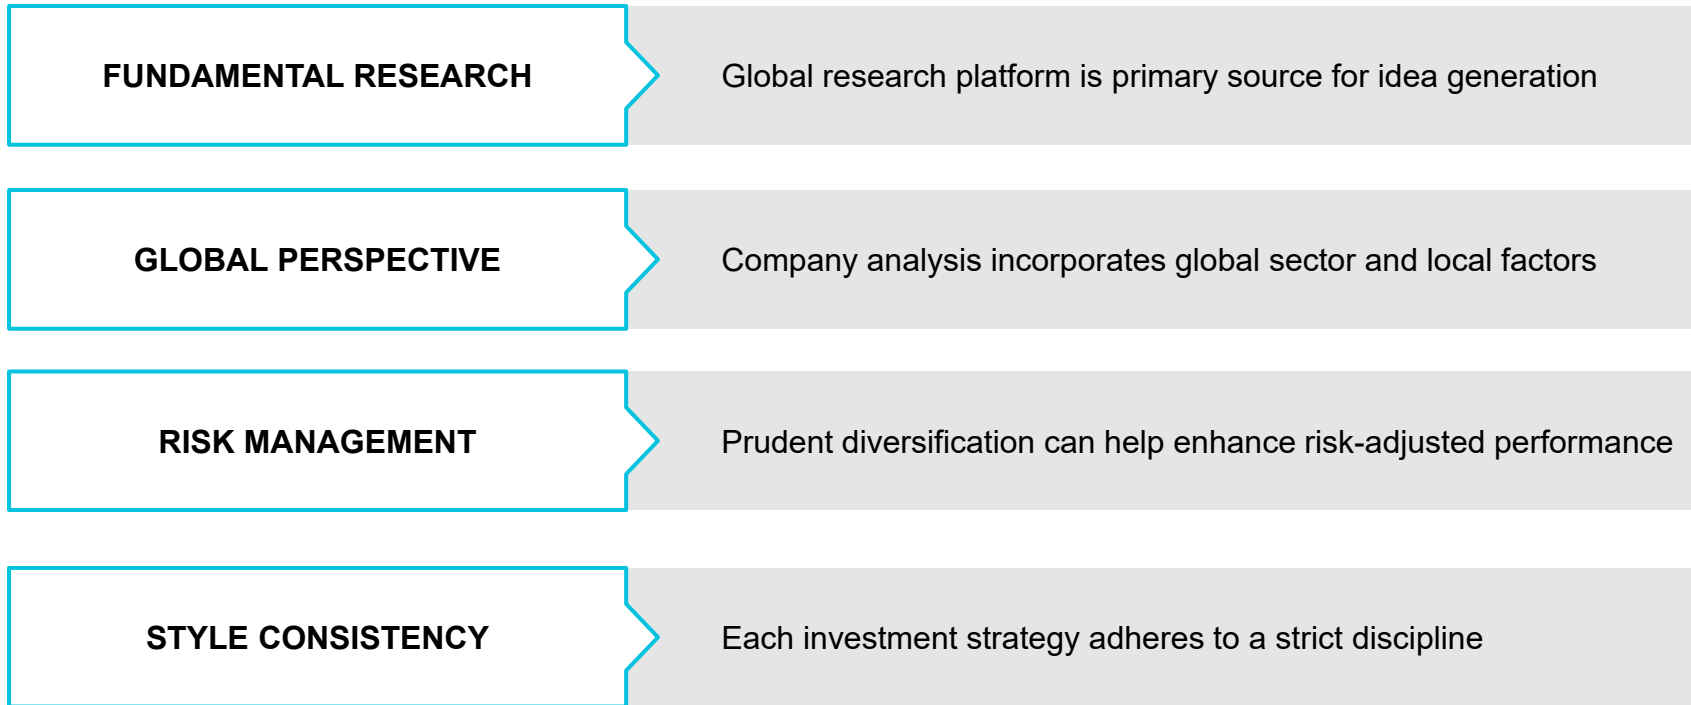 FUNDAMENTAL RESEARCH
Global research platform is primary source for idea generation
GLOBAL PERSPECTIVE
Company analysis incorporates global sector and local factors
RISK MANAGEMENT
Prudent diversification can help enhance risk-adjusted performance
STYLE CONSISTENCY
Each investment strategy adheres to a strict discipline